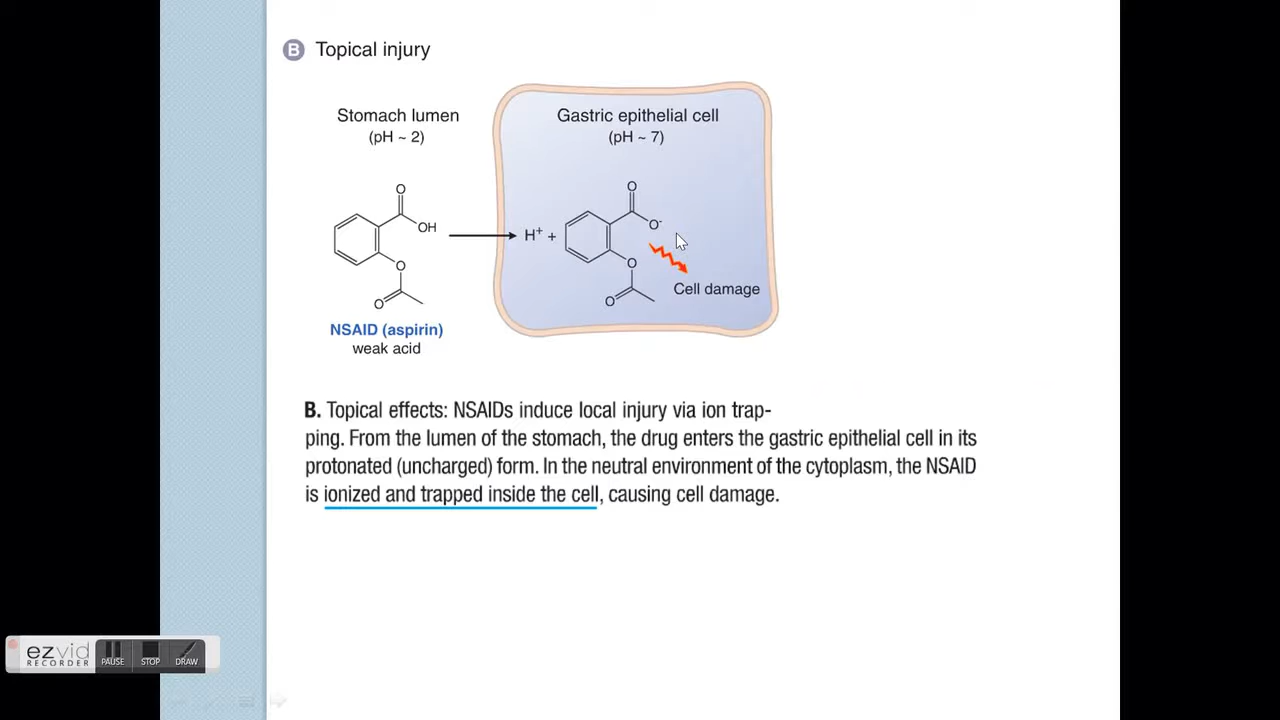 B Topical injury
Stomach lumen
(pH ~ 2)
Gastric epithelial cell
(pH ~ 7)
O
OH
O
O
NSAID (aspirin)
weak acid
H+ +
O
O-
O
O
Cell damage
B. Topical effects: NSAIDs induce local injury via ion trap-
ping. From the lumen of the stomach, the drug enters the gastric epithelial cell in its
protonated (uncharged) form. In the neutral environment of the cytoplasm, the NSAID
is ionized and trapped inside the cell, causing cell damage.
ezvid
RECORDER
PAUSE STOP DRAW